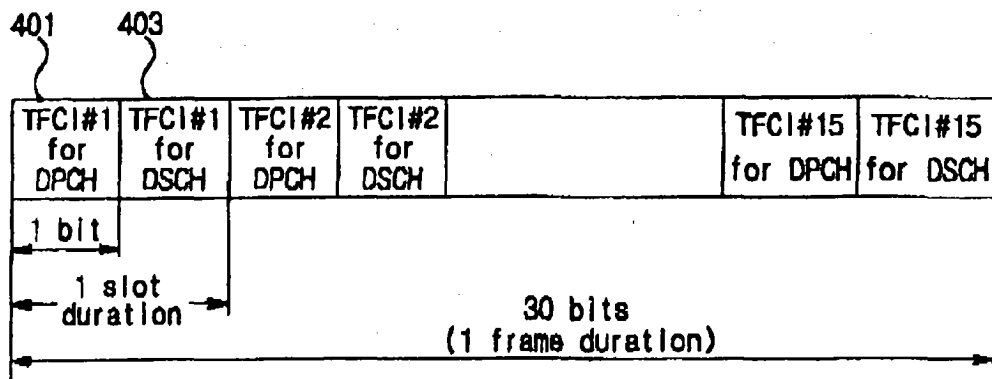 401
403
TFCI#1
for
DPCH
TFCI#1
for
DSCH
TFCI#2
for
DPCH
TFCI#2
for
DSCH
TFCI#15
for DPCH
TFCI#15
for DSCH
1 bit
1 slot
duration
30 bits
(1 frame duration)